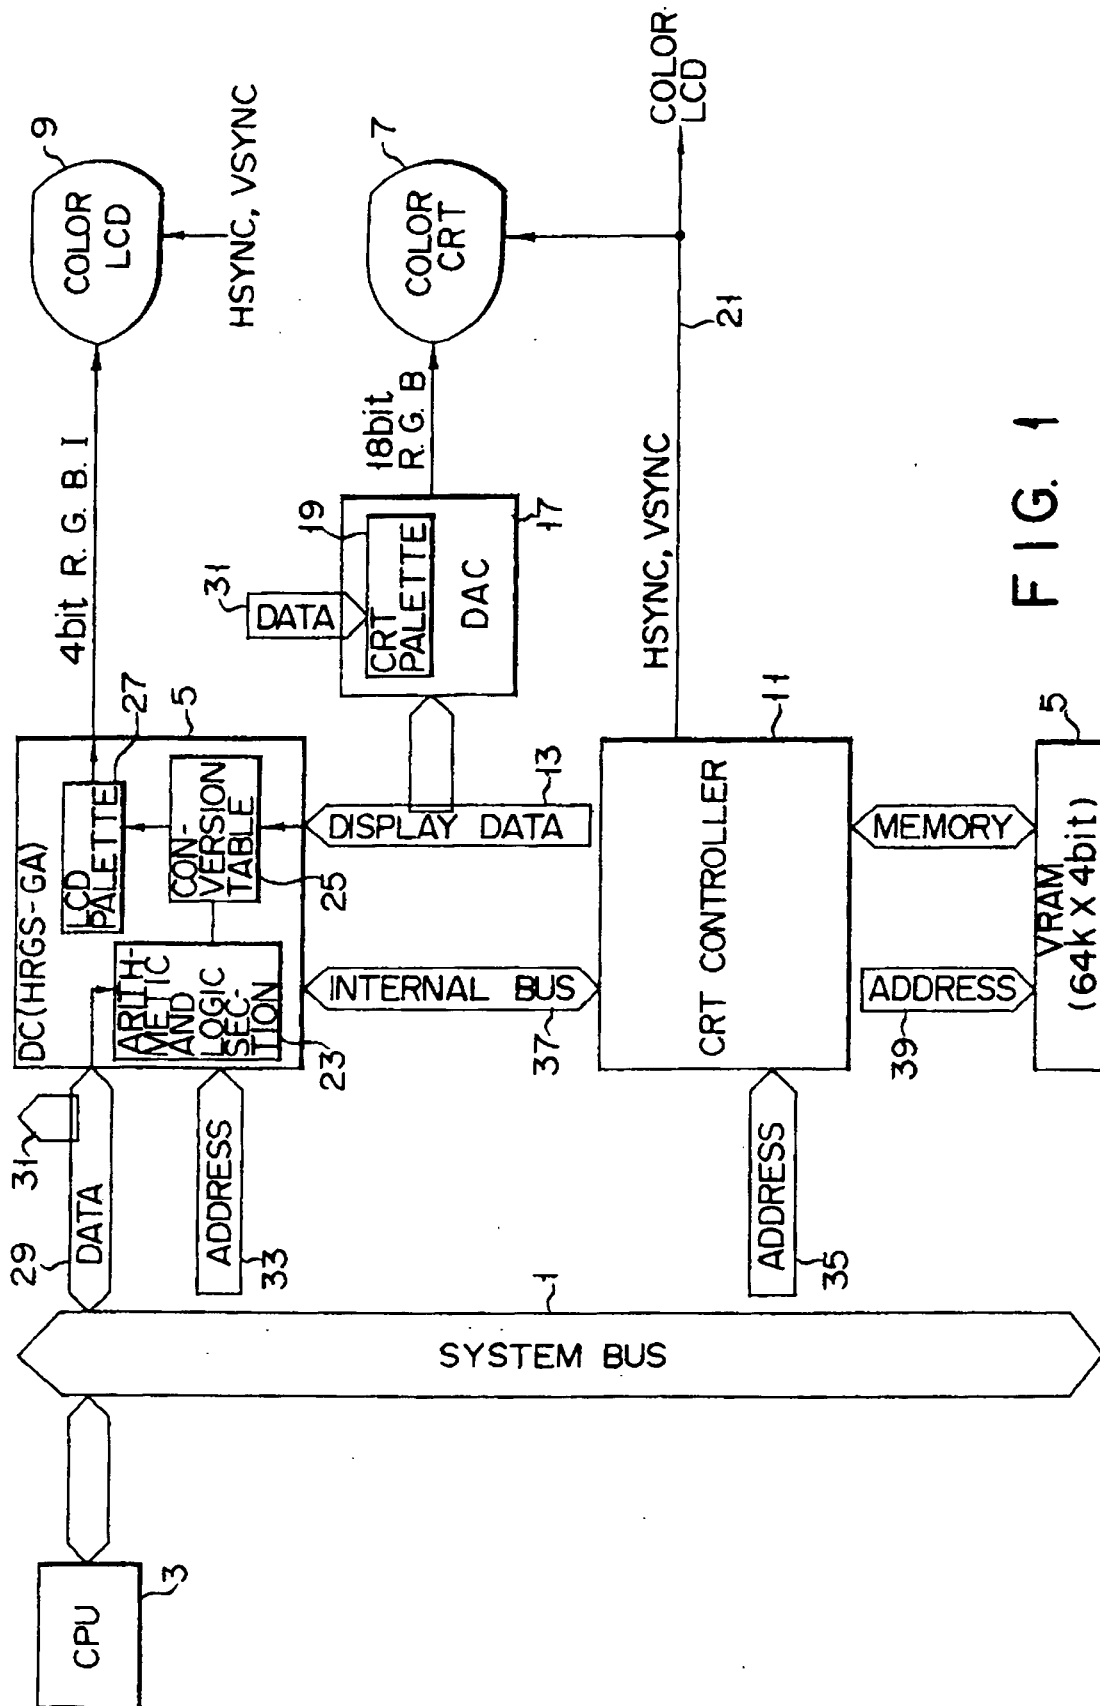 CPU
3
SYSTEM BUS
1
29
DATA
31
ADDRESS
33
ADDRESS
35
DC(HRGS-GA)
5
ARITH-
METIC
AND
LOGIC
SEC-
TION
23
CON-
VERSION
TABLE
25
LCD
PALETTE
27
4bit R. G. B. I
COLOR
LCD
9
HSYNC, VSYNC
INTERNAL BUS
37
DISPLAY DATA
13
DATA
31
CRT
PALETTE
19
DAC
17
18bit
R. G. B
COLOR
CRT
7
CRT CONTROLLER
11
HSYNC, VSYNC
21
COLOR
LCD
ADDRESS
39
MEMORY
VRAM
(64K X 4bit)
5
FIG. 1